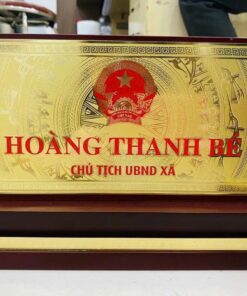 HOÀNG THANH BÉ
CHỦ TỊCH UBND XÃ